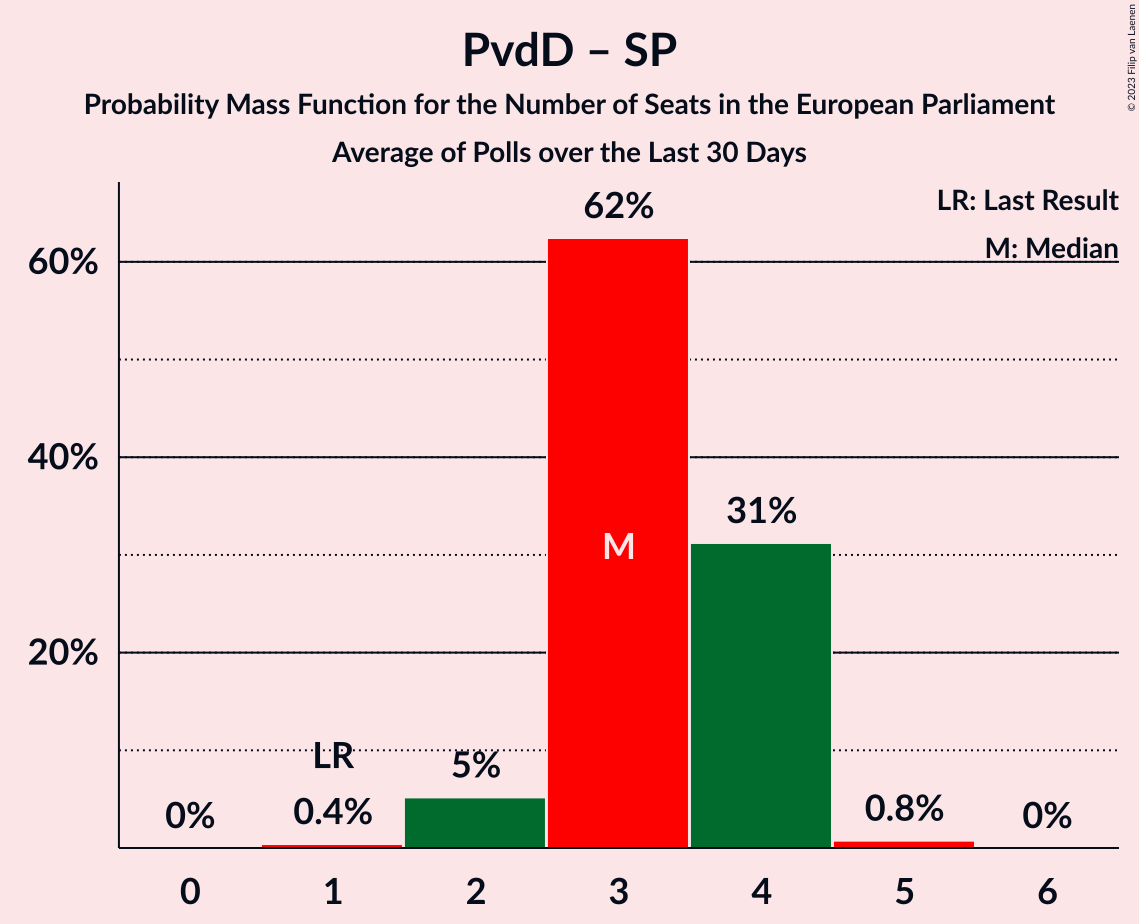 PvdD – SP
Probability Mass Function for the Number of Seats in the European Parliament
Average of Polls over the Last 30 Days
© 2023 Filip van Laenen
LR: Last Result
M: Median
62%
60%
40%
31%
M
20%
LR
5%
0%
0.4%
0.8%
0%
0 1 2 3 4 5 6